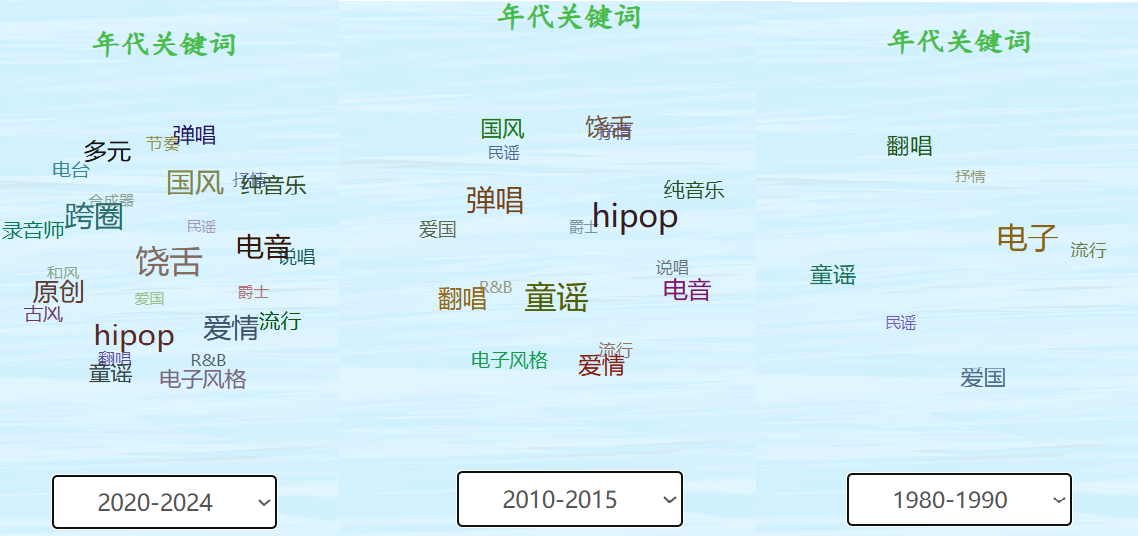 年代关键词
弹唱
节奏
多元
电台
国风
抒情
纯音乐
合成器
跨圈
民谣
录音师
电音
说唱
饶舌
和风
原创
爱国
爵士
古风
流行
爱情
hipop
翻唱
R&B
童谣
电子风格
2020-2024
年代关键词
国风
饶舌
抒情
民谣
纯音乐
弹唱
hipop
爱国
爵士
说唱
R&B
电音
翻唱
童谣
流行
电子风格
爱情
2010-2015
年代关键词
翻唱
抒情
电子
流行
童谣
民谣
爱国
1980-1990